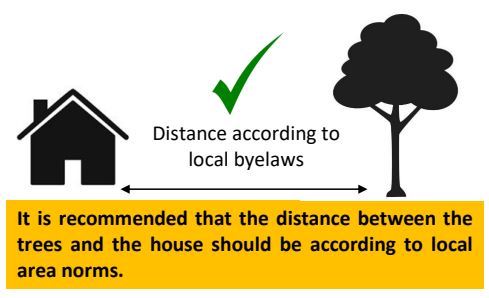 Distance according to
local byelaws
It is recommended that the distance between the
trees and the house should be according to local
area norms.